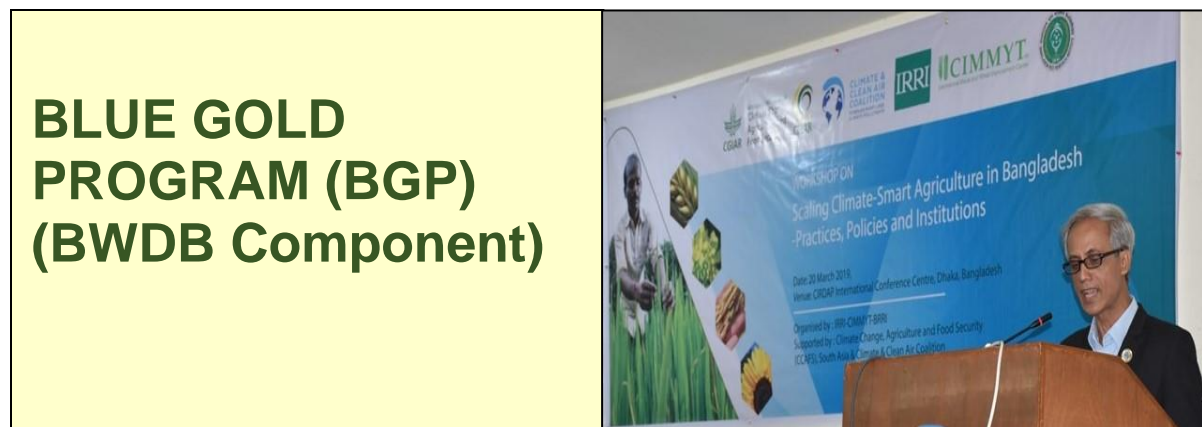 BLUE GOLD
PROGRAM (BGP)
(BWDB Component)
CGIAR
CLIMATE &
CLEAN AIR
COALITION
IRRI
CIMMYT
WORKSHOP ON
Scaling Climate-Smart Agriculture in Bangladesh
-Practices, Policies and Institutions
Date: 20 March 2019,
Venue: CIRDAP International Conference Centre, Dhaka, Bangladesh
Organised by : IRRI-CIMMYT-BRRI
Supported by : Climate Change, Agriculture and Food Security
(CCAFS), South Asia & Climate & Clean Air Coalition